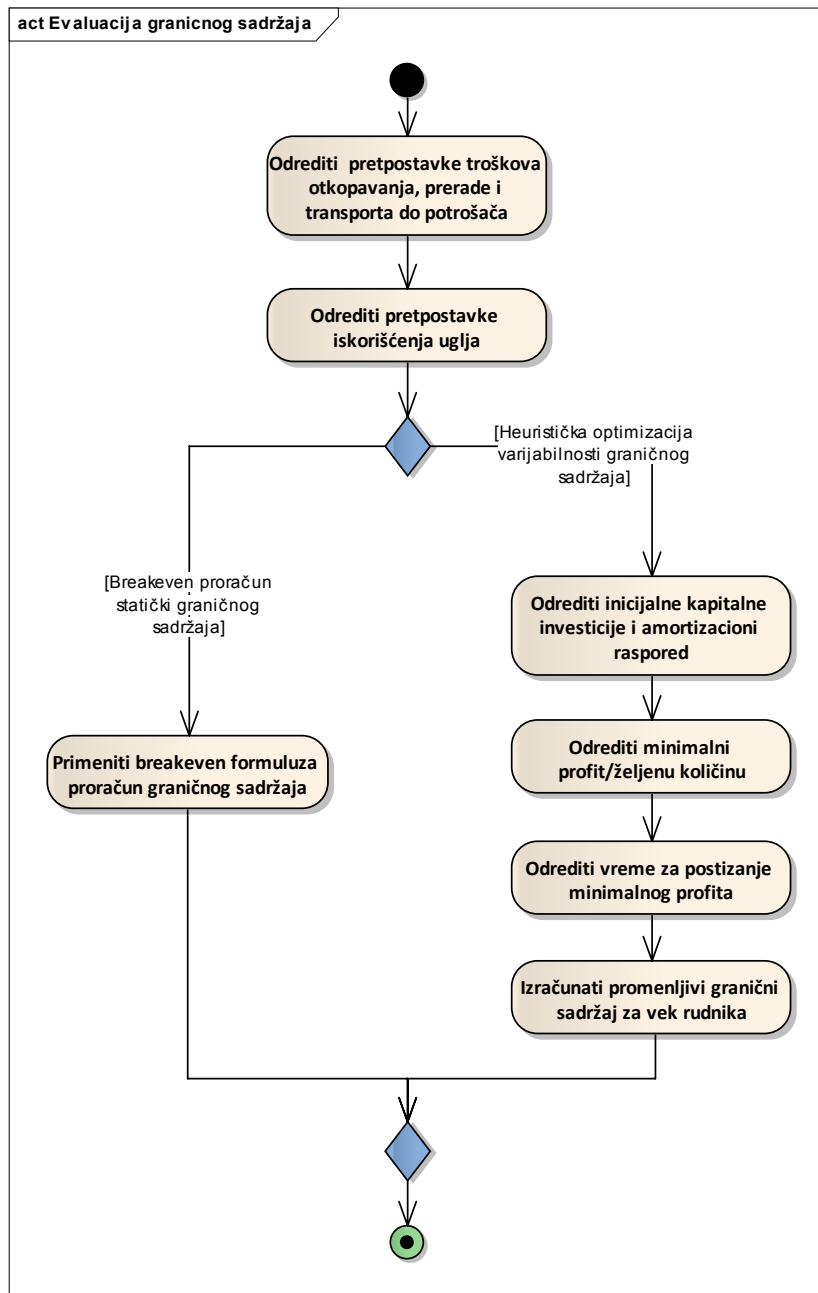 act Evaluacija granicnog sadržaja
Odrediti pretpostavke troškova
otkopavanja, prerade i
transporta do potrošača
Odrediti pretpostavke
iskorišćenja uglja
[Heuristička optimizacija
varijabilnosti graničnog
sadržaja]
[Breakeven proračun
statički graničnog
sadržaja]
Odrediti inicijalne kapitalne
investicije i amortizacioni
raspored
Primeniti breakeven formuluza
proračun graničnog sadržaja
Odrediti minimalni
profit/željenu količinu
Odrediti vreme za postizanje
minimalnog profita
Izračunati promenljivi granični
sadržaj za vek rudnika